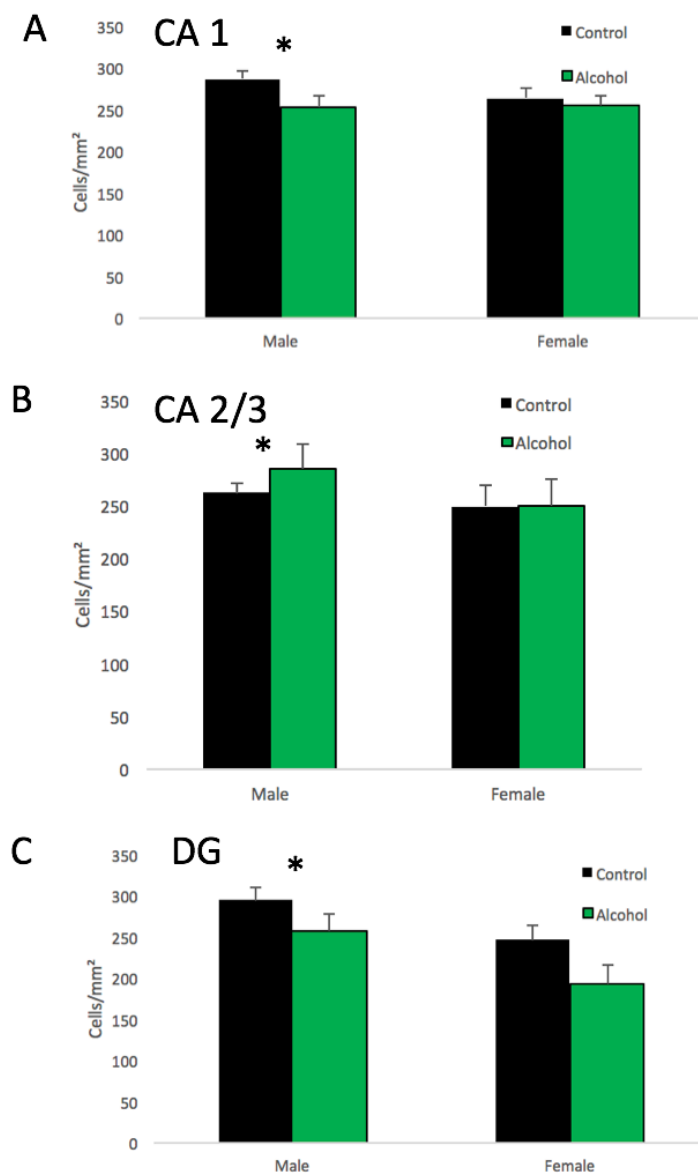 A
CA 1
*
Control
Alcohol
Cells/mm²
350
300
250
200
150
100
50
0
Male
Female
B
CA 2/3
*
Control
Alcohol
Cells/mm²
350
300
250
200
150
100
50
0
Male
Female
C
DG
*
Control
Alcohol
Cells/mm²
350
300
250
200
150
100
50
0
Male
Female